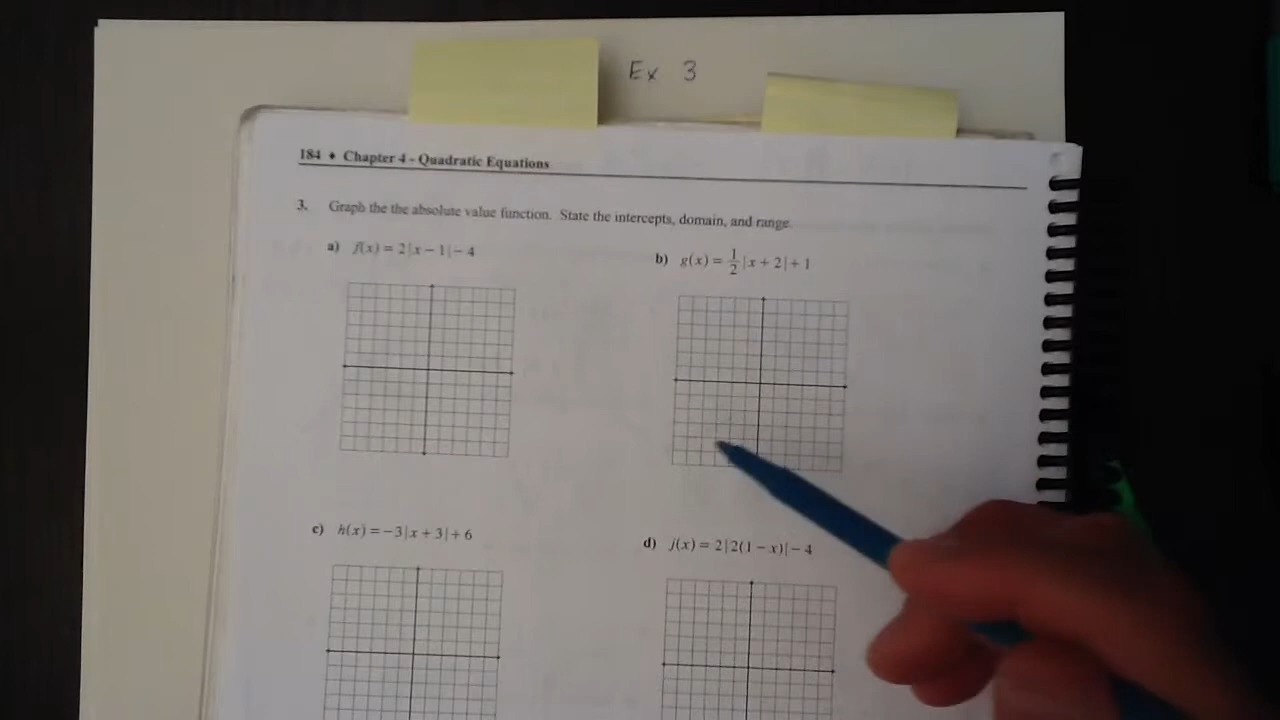 Ex 3
184 ♦ Chapter 4 - Quadratic Equations
3. Graph the the absolute value function. State the intercepts, domain, and range.
a) f(x) = 2|x − 1| − 4
b) g(x) = 1/2 |x + 2| + 1
c) h(x) = −3|x + 3| + 6
d) j(x) = 2|2(1 − x)| − 4